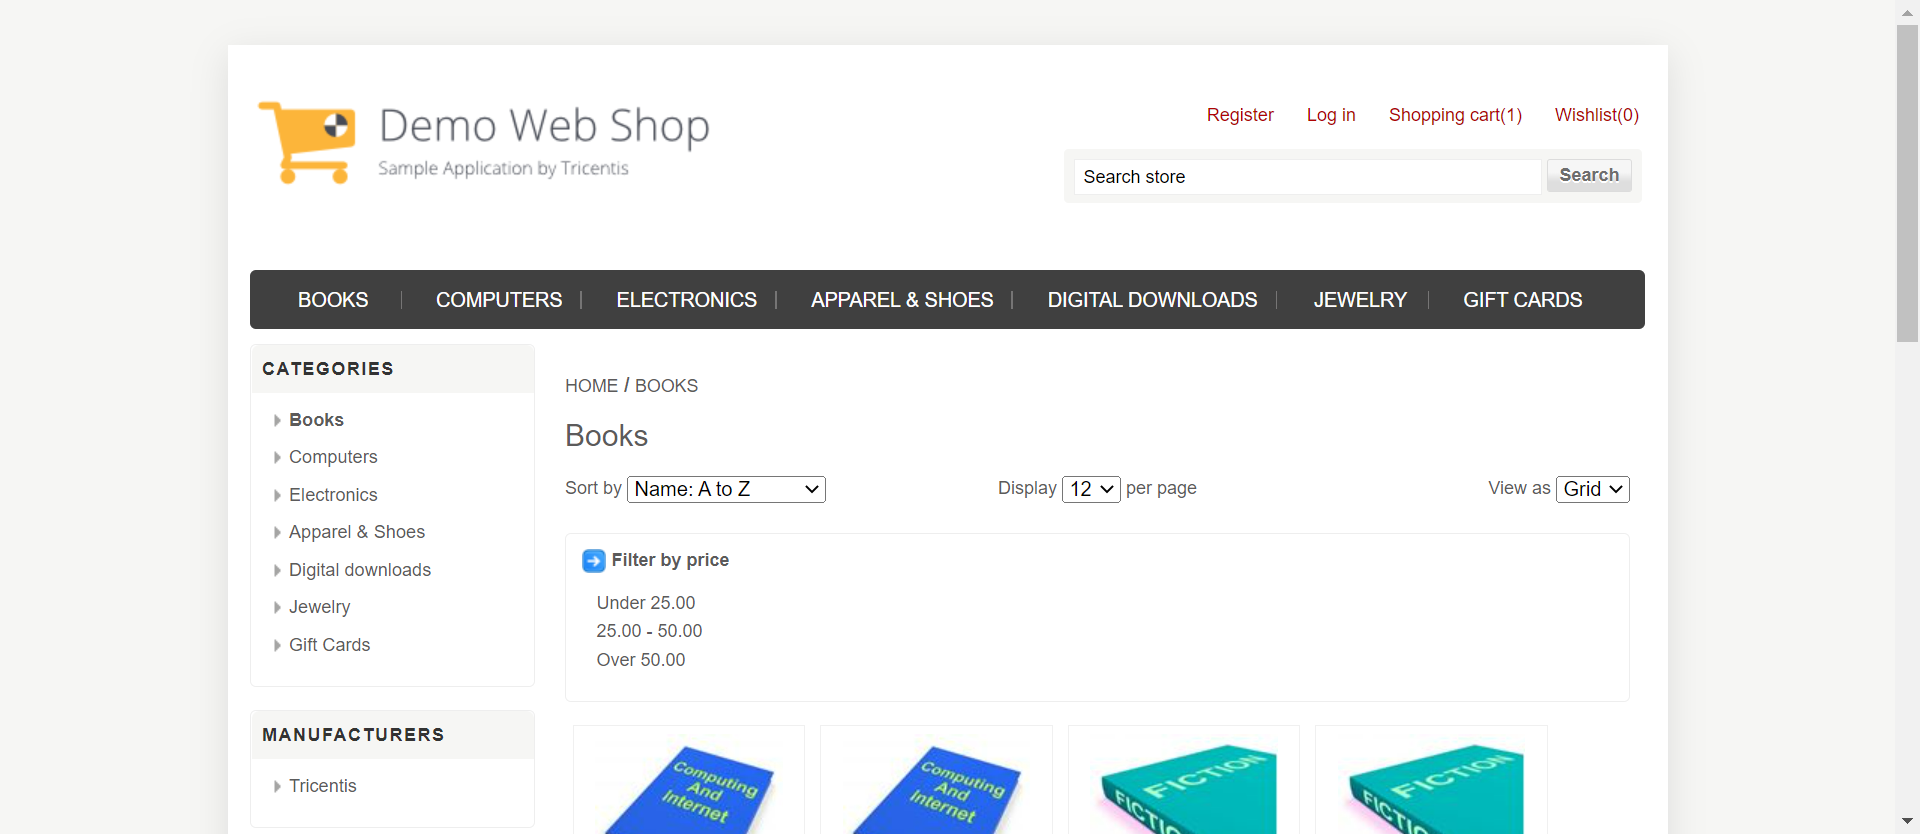 Demo Web Shop
Sample Application by Tricentis
Register Log in Shopping cart(1) Wishlist(0)
Search store Search
BOOKS COMPUTERS ELECTRONICS APPAREL & SHOES DIGITAL DOWNLOADS JEWELRY GIFT CARDS
CATEGORIES
Books
Computers
Electronics
Apparel & Shoes
Digital downloads
Jewelry
Gift Cards
MANUFACTURERS
Tricentis
HOME / BOOKS
Books
Sort by Name: A to Z Display 12 per page View as Grid
Filter by price
Under 25.00
25.00 - 50.00
Over 50.00
Computing
And
Internet
Computing
And
Internet
FICTION
FICTION
FICTION
FICTION